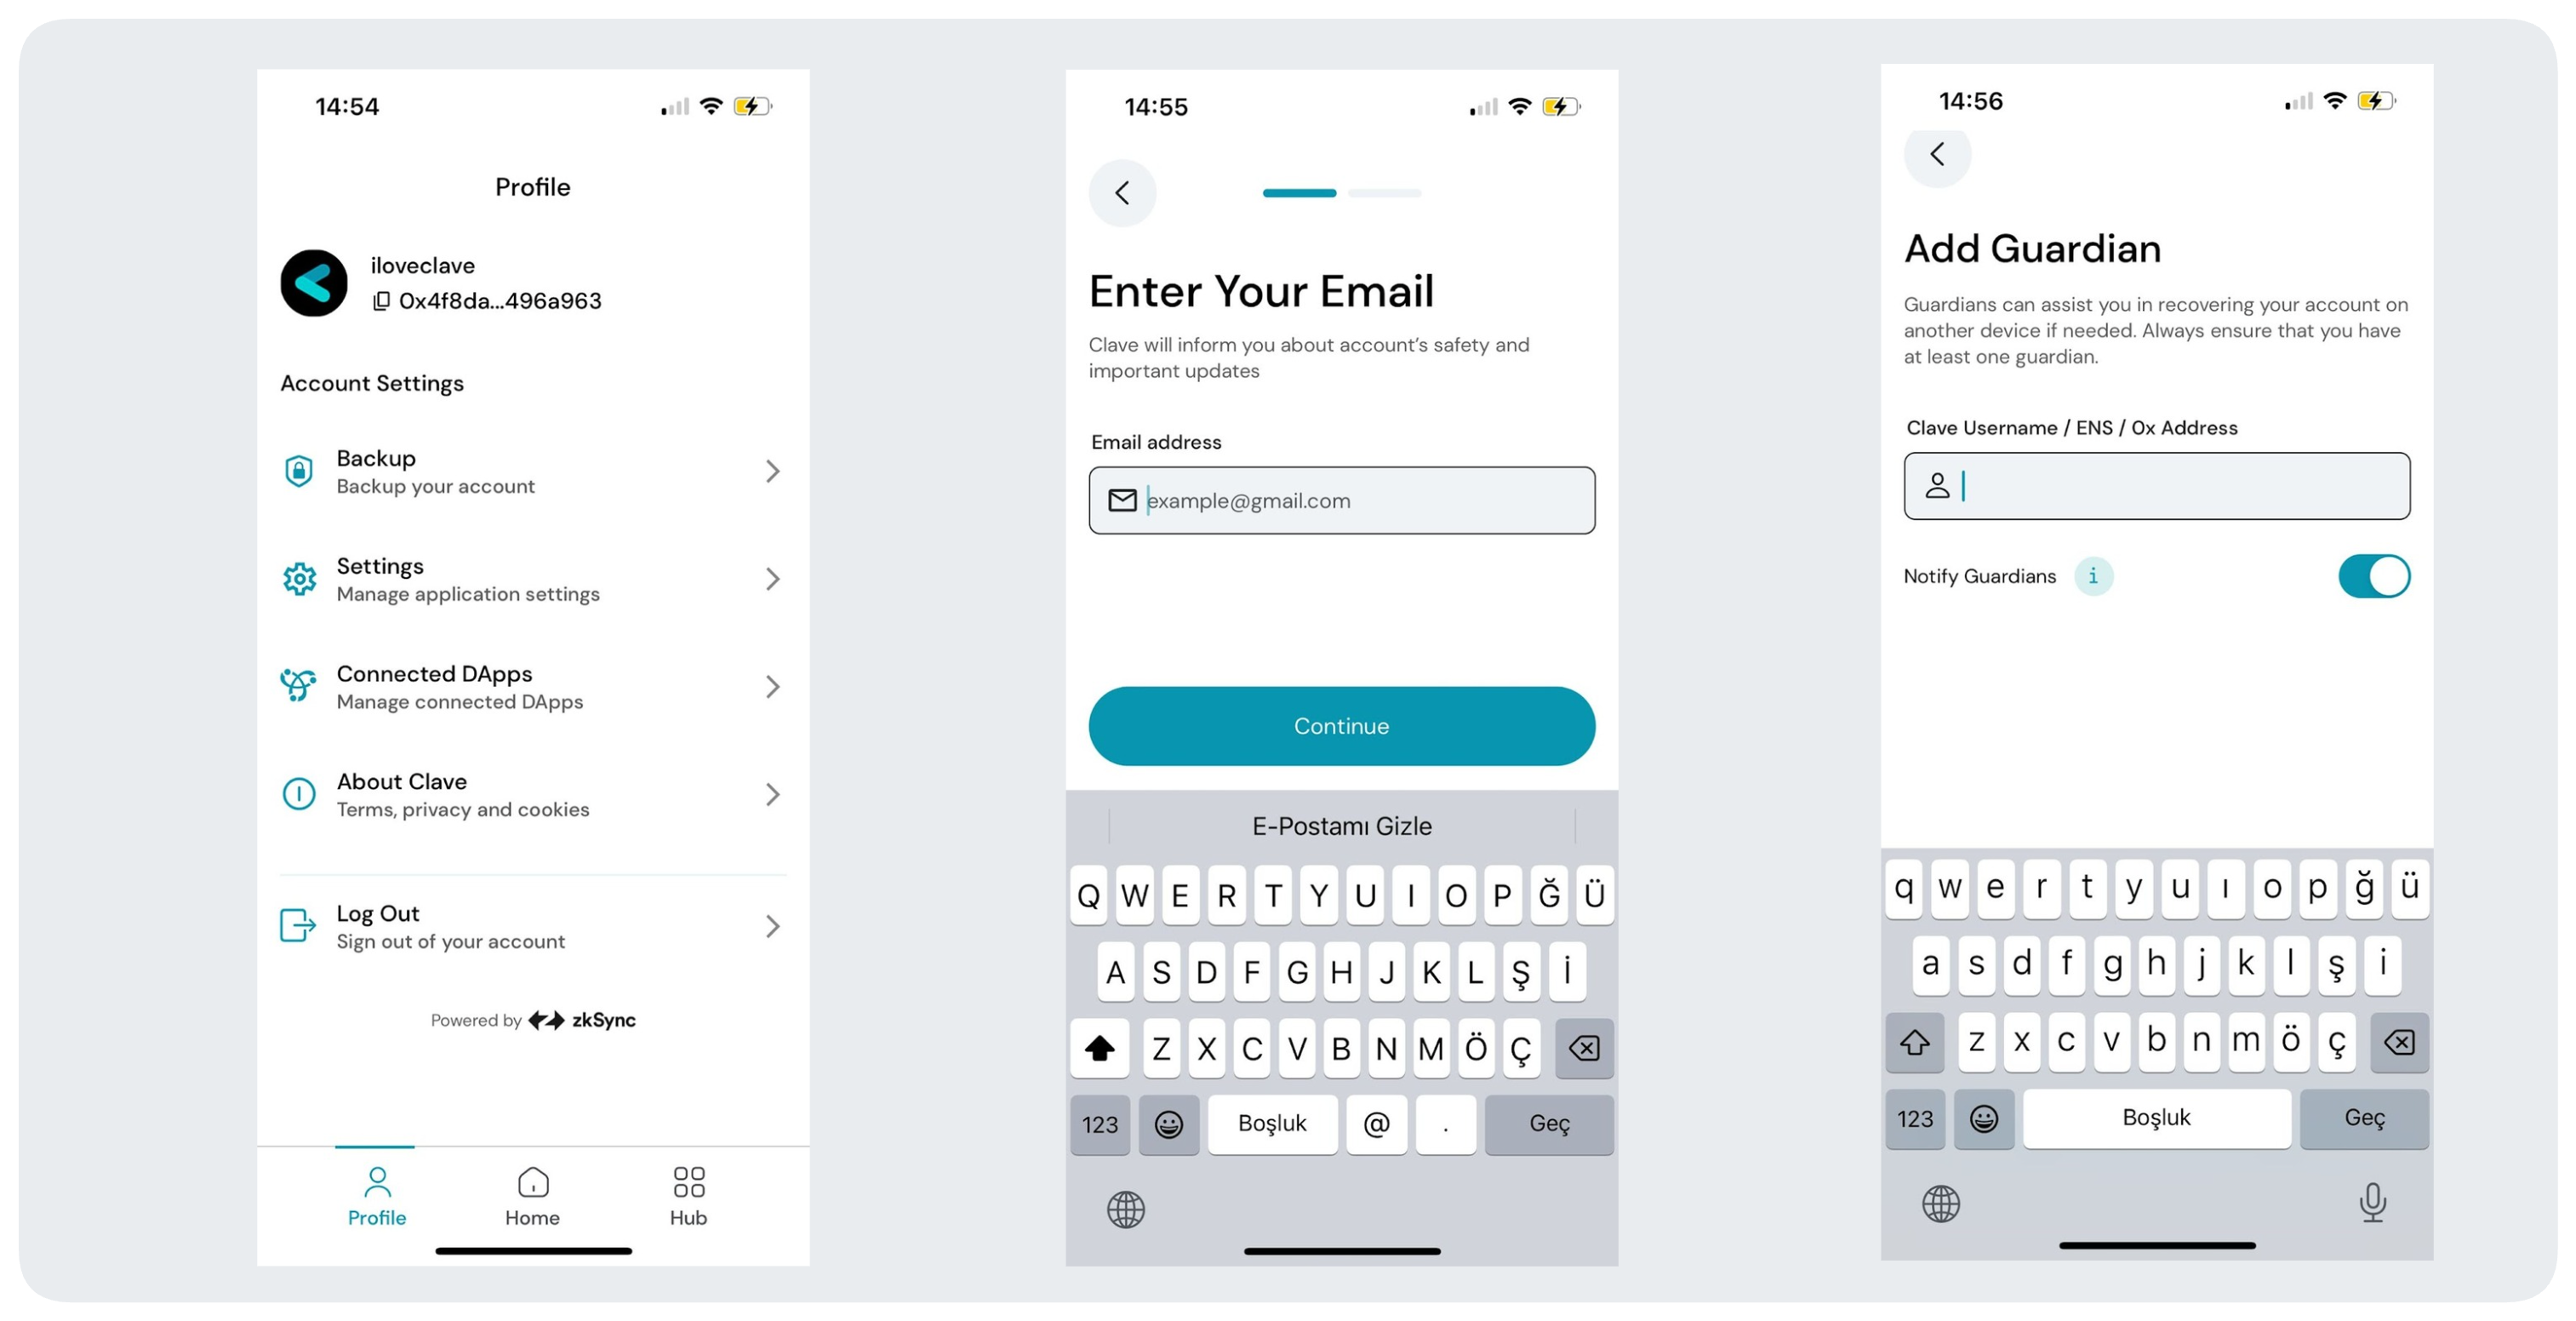 14:54
Profile
iloveclave
0x4f8da...496a963
Account Settings
Backup
Backup your account
Settings
Manage application settings
Connected DApps
Manage connected DApps
About Clave
Terms, privacy and cookies
Log Out
Sign out of your account
Powered by zkSync
Profile Home Hub
14:55
Enter Your Email
Clave will inform you about account's safety and
important updates
Email address
example@gmail.com
Continue
E-Postamı Gizle
Q W E R T Y U I O P Ğ Ü
A S D F G H J K L Ş İ
Z X C V B N M Ö Ç
123 Boşluk @ . Geç
14:56
Add Guardian
Guardians can assist you in recovering your account on
another device if needed. Always ensure that you have
at least one guardian.
Clave Username / ENS / 0x Address
Notify Guardians i
q w e r t y u ı o p ğ ü
a s d f g h j k l ş i
z x c v b n m ö ç
123 Boşluk Geç